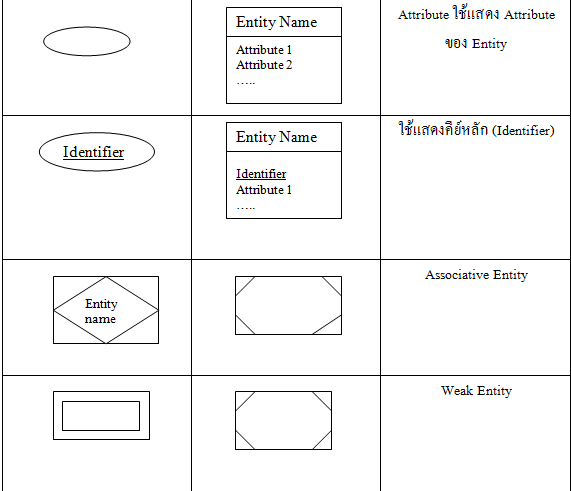 Entity Name
Attribute 1
Attribute 2
.....
Attribute ใช้แสดง Attribute
ของ Entity
Identifier
Entity Name
Identifier
Attribute 1
.....
ใช้แสดงคีย์หลัก (Identifier)
Entity
name
Associative Entity
Weak Entity